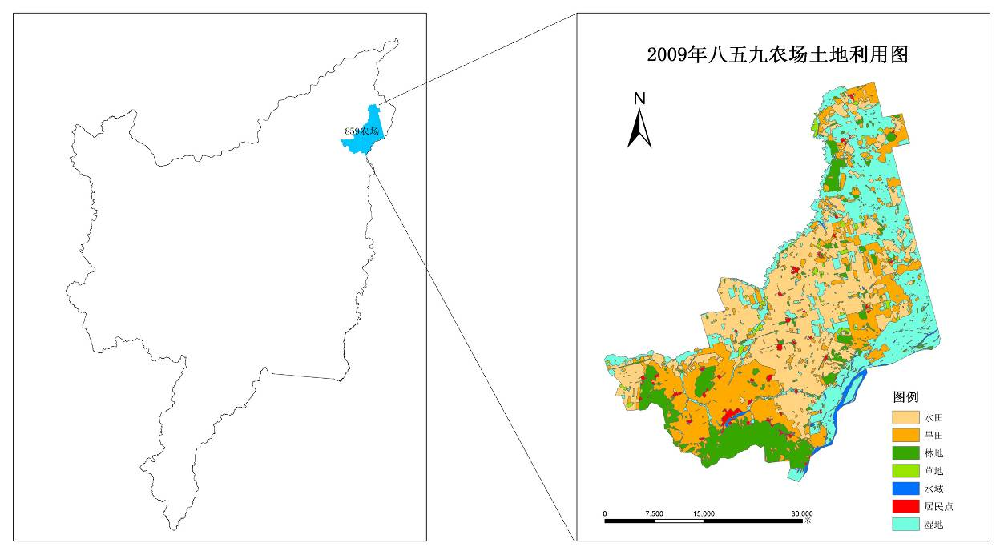 859农场
2009年八五九农场土地利用图
N
图例
水田
旱田
林地
草地
水域
居民点
湿地
0 7,500 15,000 30,000
米